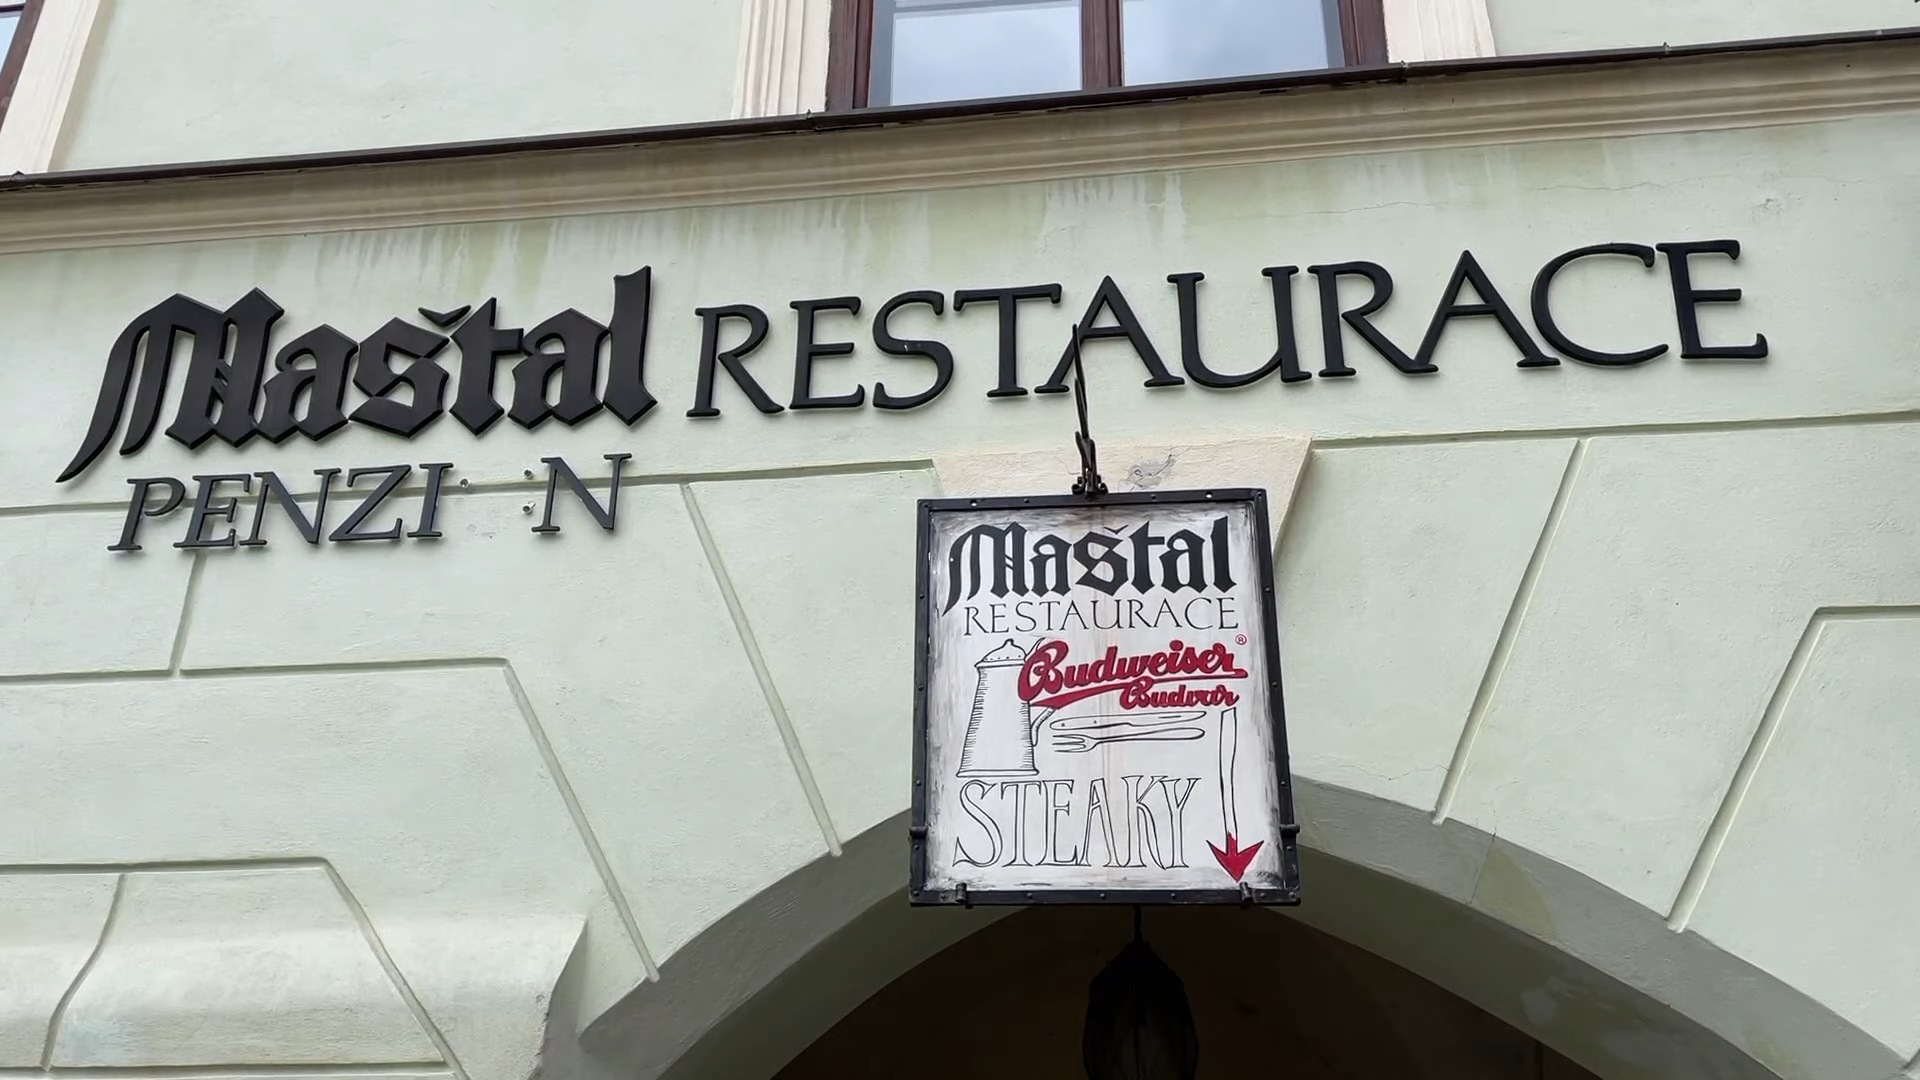 Maštal RESTAURACE
PENZI N
Maštal
RESTAURACE
Budweiser®
Budvar
STEAKY